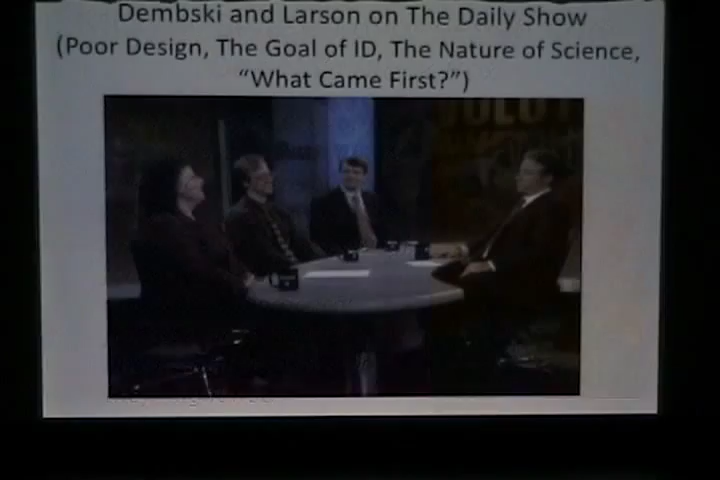 Dembski and Larson on The Daily Show
(Poor Design, The Goal of ID, The Nature of Science,
“What Came First?”)